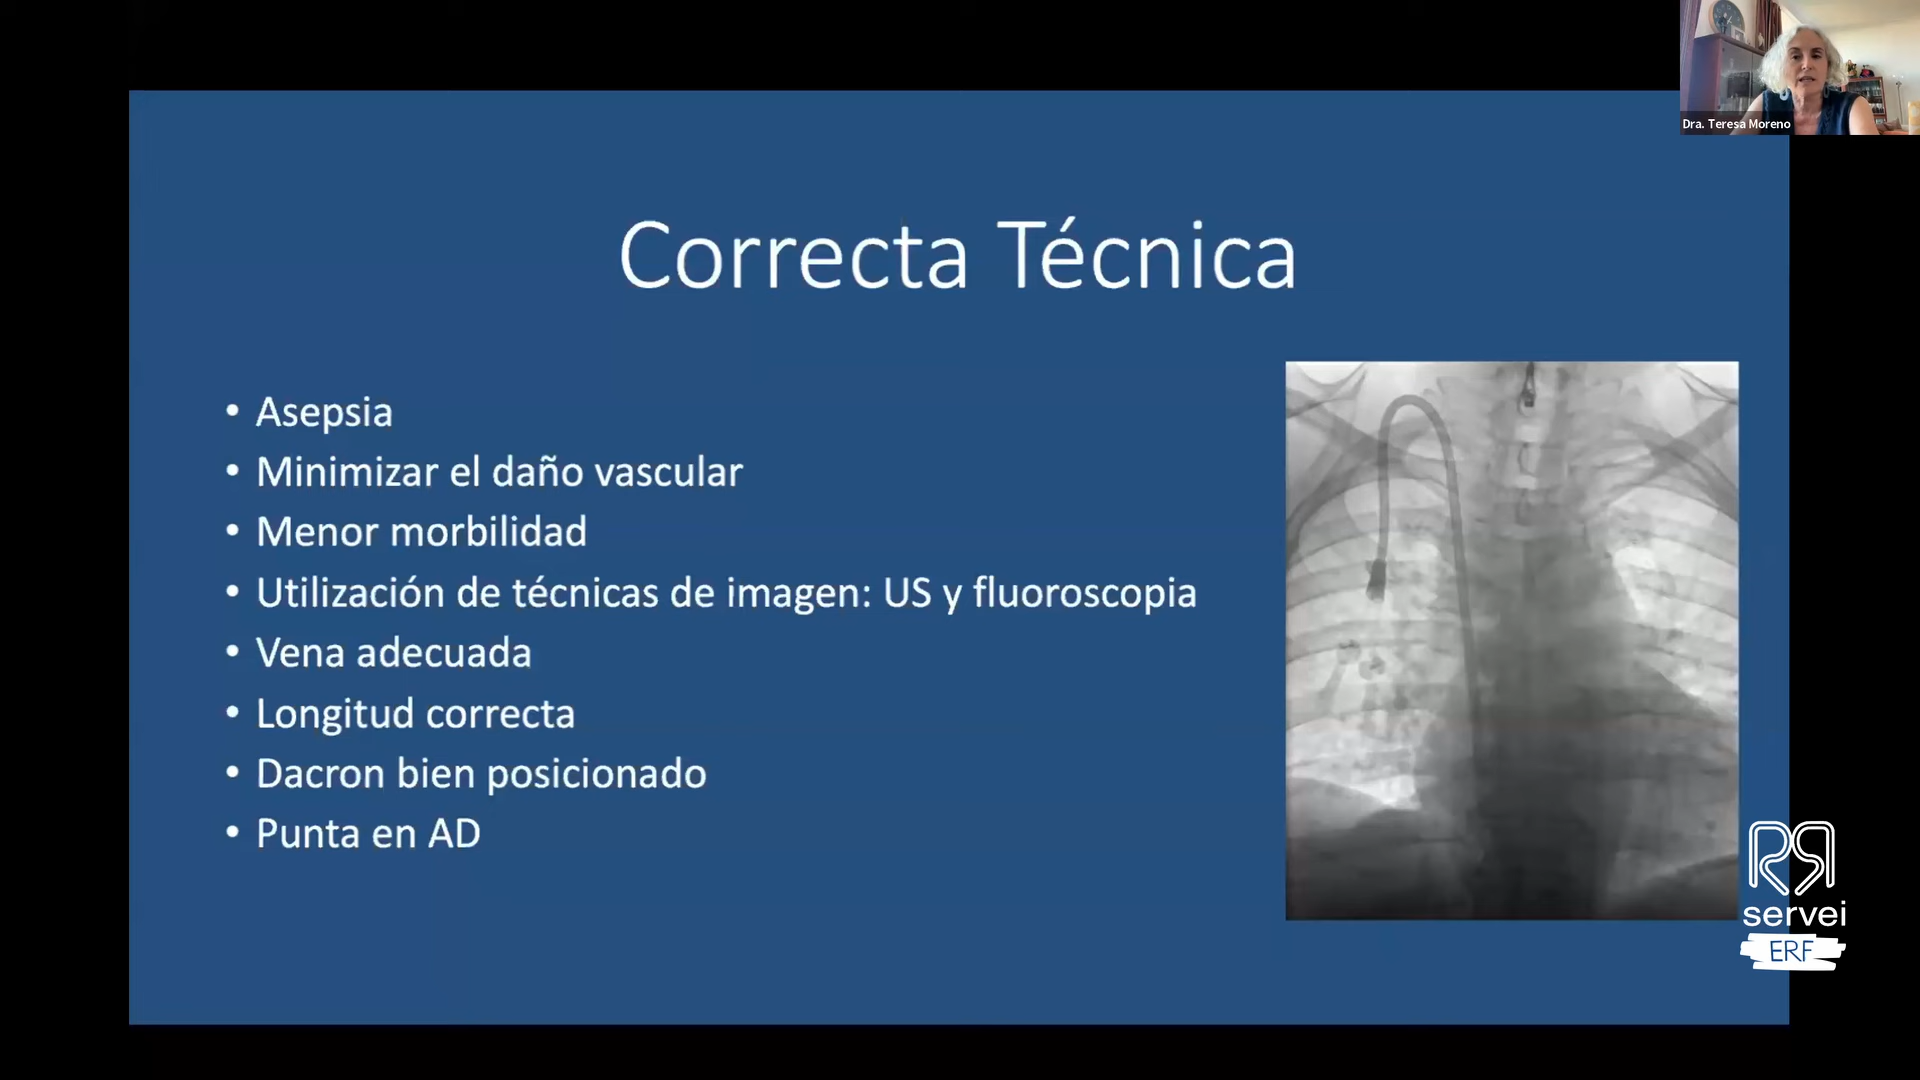 Dra. Teresa Moreno
Correcta Técnica
• Asepsia
• Minimizar el daño vascular
• Menor morbilidad
• Utilización de técnicas de imagen: US y fluoroscopia
• Vena adecuada
• Longitud correcta
• Dacron bien posicionado
• Punta en AD
servei
ERF